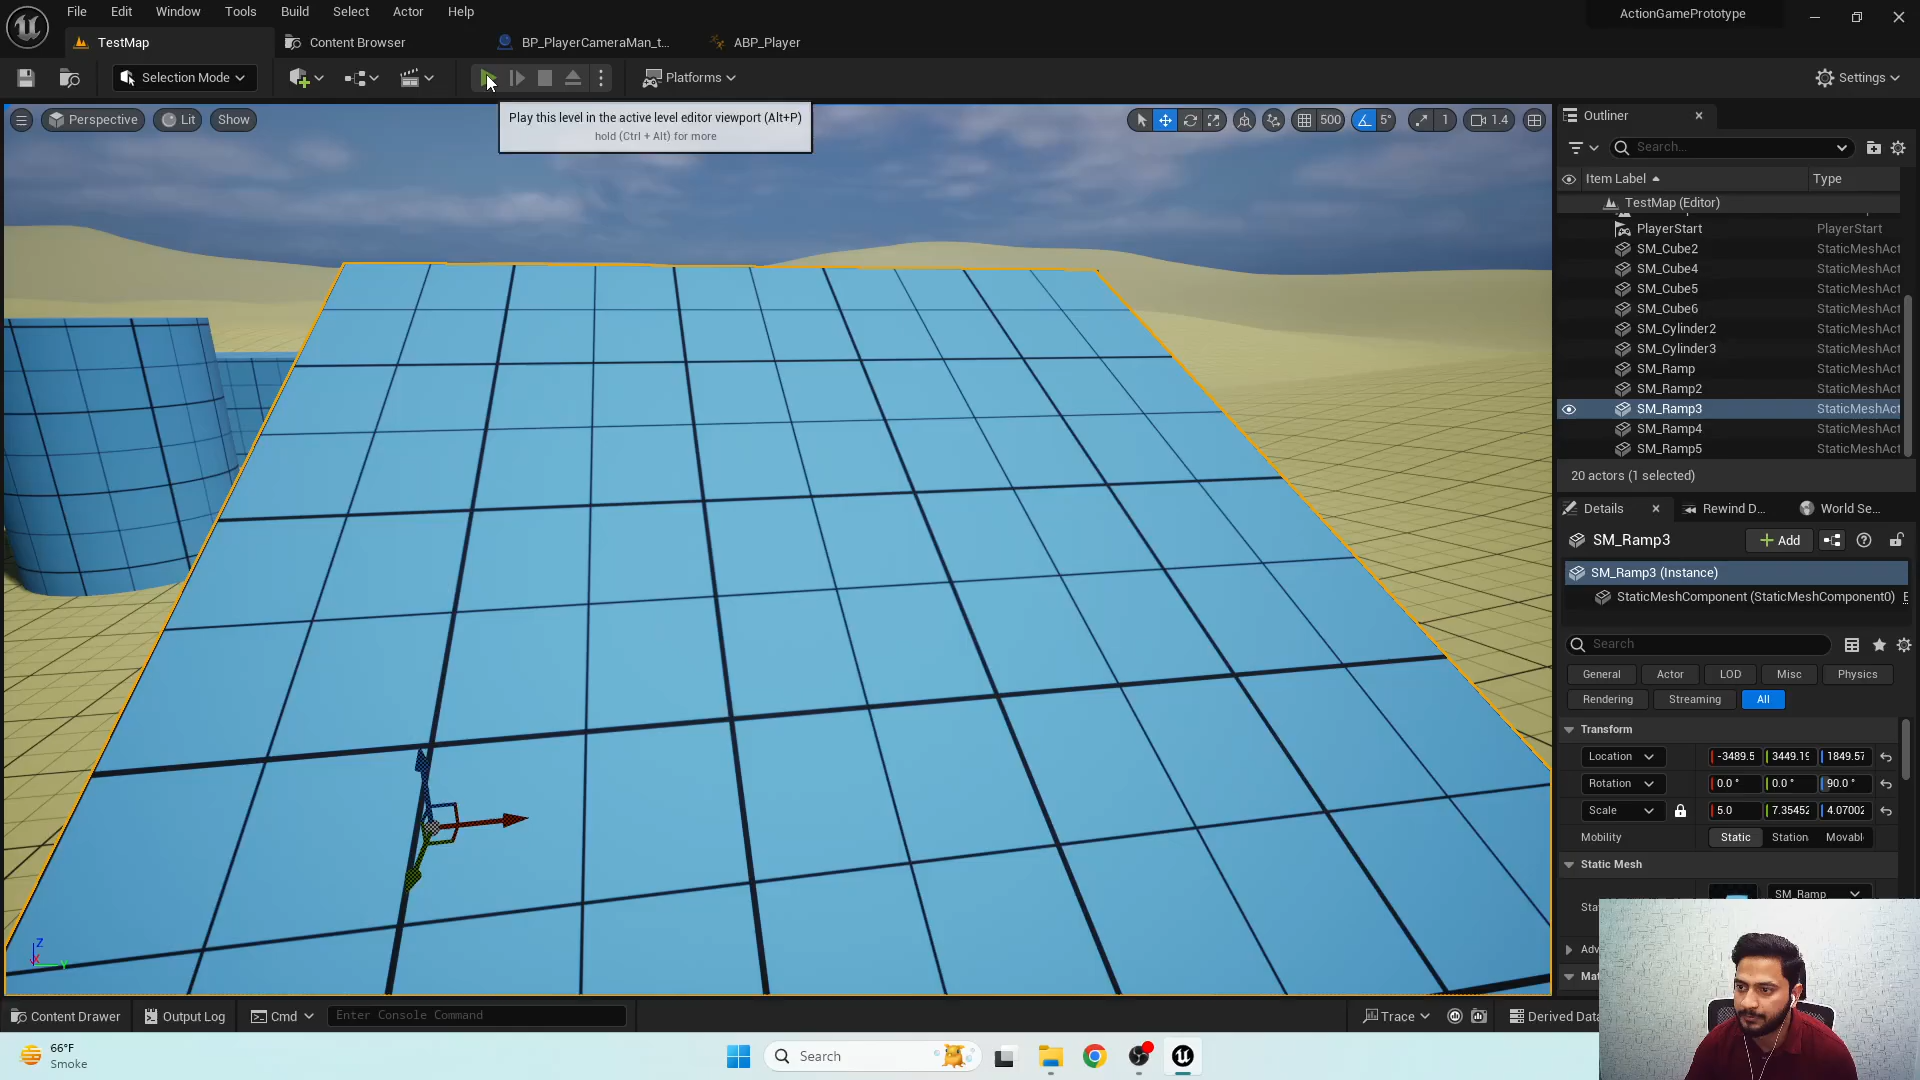 File Edit Window Tools Build Select Actor Help
ActionGamePrototype
TestMap
Content Browser
BP_PlayerCameraMan_t...
ABP_Player
Selection Mode
Platforms
Settings
Play this level in the active level editor viewport (Alt+P)
hold (Ctrl + Alt) for more
Perspective
Lit
Show
500
5°
1
1.4
Outliner
Search...
Item Label
Type
TestMap (Editor)
PlayerStart PlayerStart
SM_Cube2 StaticMeshAct
SM_Cube4 StaticMeshAct
SM_Cube5 StaticMeshAct
SM_Cube6 StaticMeshAct
SM_Cylinder2 StaticMeshAct
SM_Cylinder3 StaticMeshAct
SM_Ramp StaticMeshAct
SM_Ramp2 StaticMeshAct
SM_Ramp3 StaticMeshAct
SM_Ramp4 StaticMeshAct
SM_Ramp5 StaticMeshAct
20 actors (1 selected)
Details
Rewind D...
World Se...
SM_Ramp3
Add
SM_Ramp3 (Instance)
StaticMeshComponent (StaticMeshComponent0)
Search
General Actor LOD Misc Physics
Rendering Streaming All
Transform
Location -3489.5 3449.19 1849.57
Rotation 0.0 ° 0.0 ° 90.0 °
Scale 5.0 7.35452 4.07002
Mobility Static Station Movabl
Static Mesh
SM_Ramp
Sta
Adv
Mat
Z
X
Y
Content Drawer
Output Log
Cmd
Enter Console Command
Trace
Derived Data
66°F
Smoke
Search